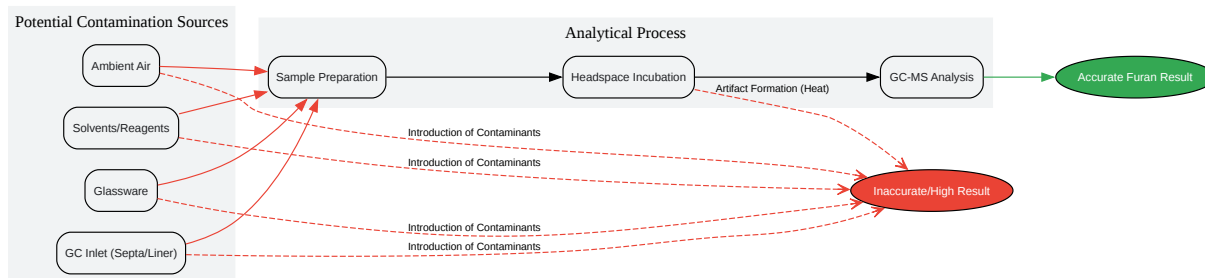 Potential Contamination Sources
Analytical Process
Ambient Air
Sample Preparation
Headspace Incubation
GC-MS Analysis
Accurate Furan Result
Artifact Formation (Heat)
Solvents/Reagents
Introduction of Contaminants
Introduction of Contaminants
Glassware
Inaccurate/High Result
Introduction of Contaminants
GC Inlet (Septa/Liner)
Introduction of Contaminants